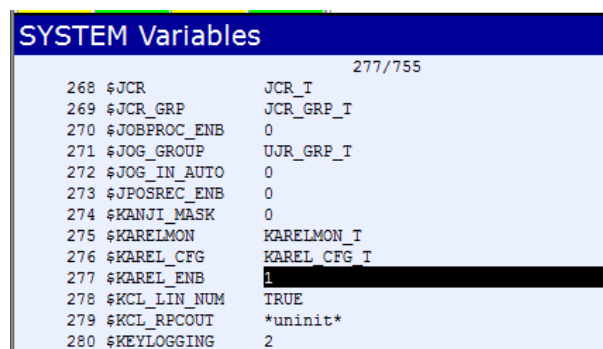 SYSTEM Variables
277/755
268 $JCR JCR_T
269 $JCR_GRP JCR_GRP_T
270 $JOBPROC_ENB 0
271 $JOG_GROUP UJR_GRP_T
272 $JOG_IN_AUTO 0
273 $JPOSREC_ENB 0
274 $KANJI_MASK 0
275 $KARELMON KARELMON_T
276 $KAREL_CFG KAREL_CFG_T
277 $KAREL_ENB 1
278 $KCL_LIN_NUM TRUE
279 $KCL_RPCOUT *uninit*
280 $KEYLOGGING 2